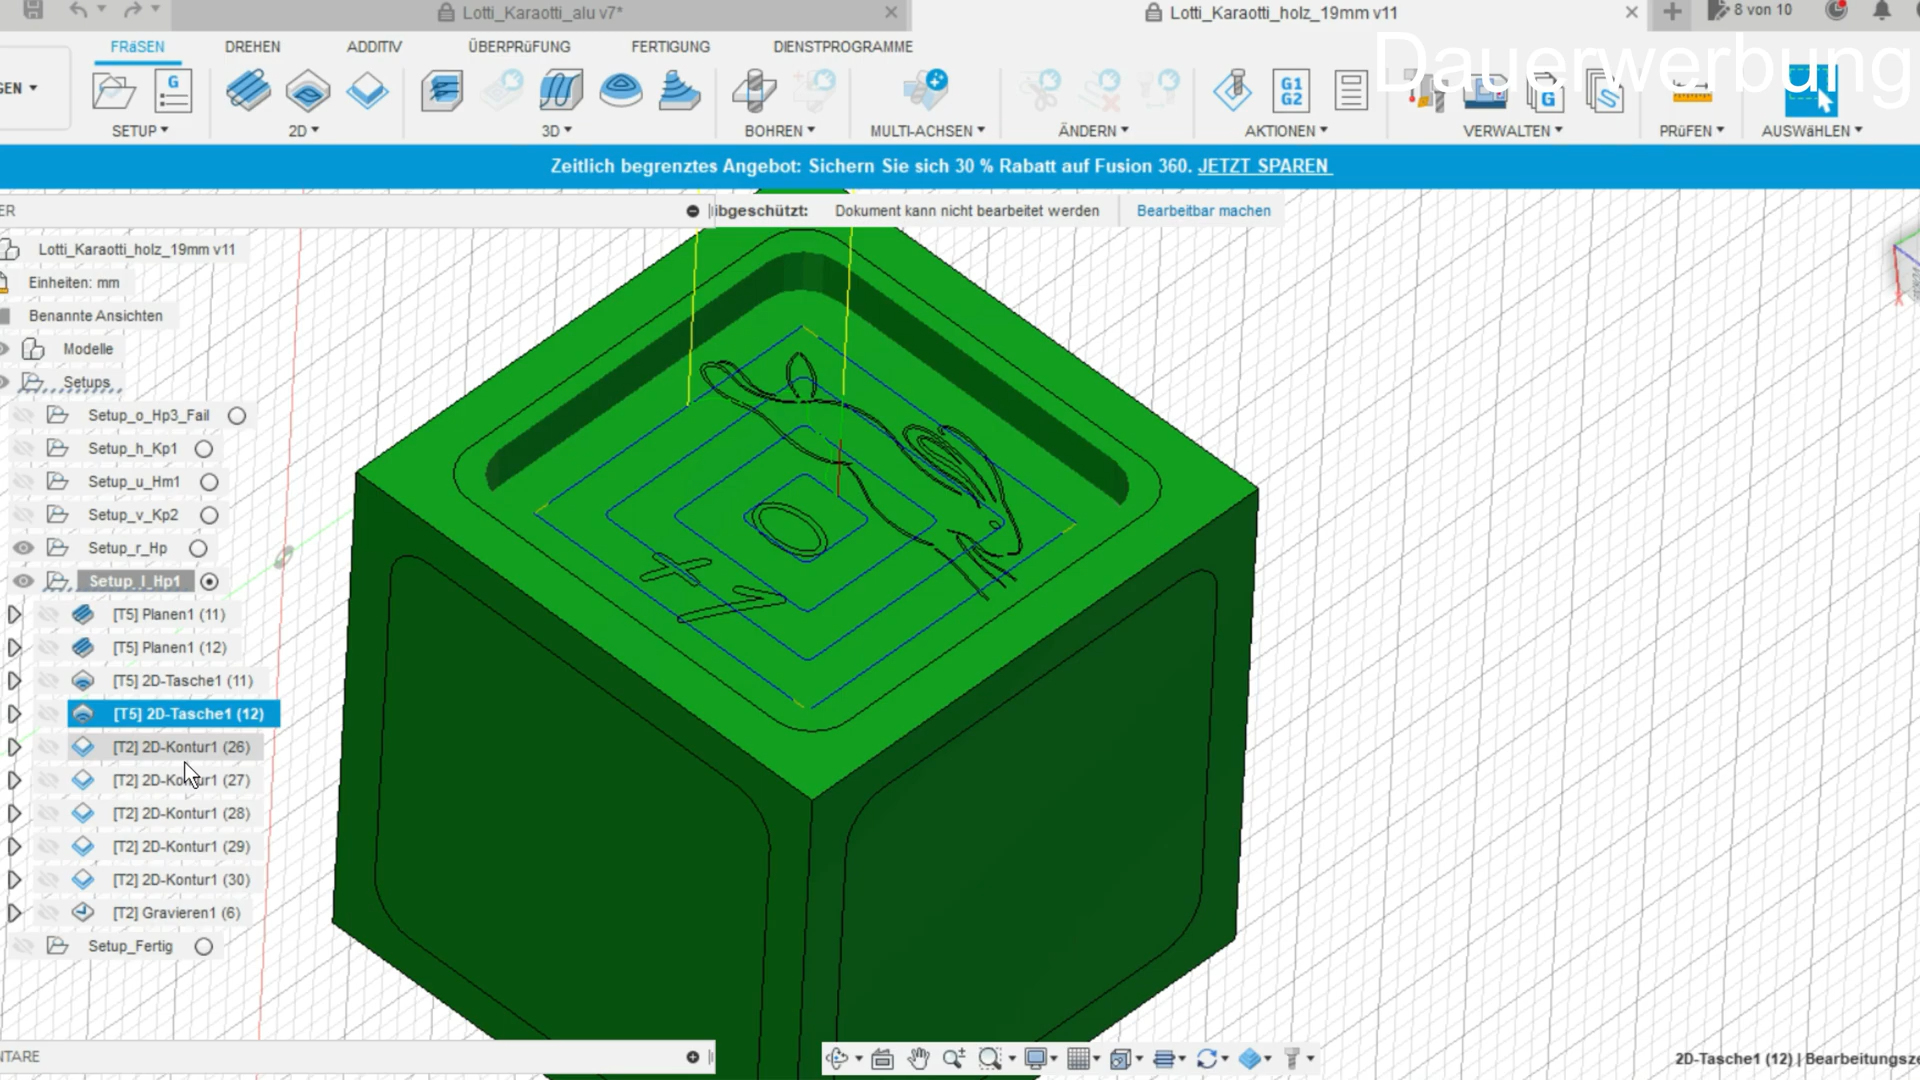 Lotti_Karaotti_alu v7*
Lotti_Karaotti_holz_19mm v11
8 von 10
FRäSEN
DREHEN
ADDITIV
ÜBERPRüFUNG
FERTIGUNG
DIENSTPROGRAMME
Dauerwerbung
GEN
G
G1
G2
G
SETUP
2D
3D
BOHREN
MULTI-ACHSEN
ÄNDERN
AKTIONEN
VERWALTEN
PRüFEN
AUSWäHLEN
Zeitlich begrenztes Angebot: Sichern Sie sich 30 % Rabatt auf Fusion 360. JETZT SPAREN
ER
ibgeschützt:
Dokument kann nicht bearbeitet werden
Bearbeitbar machen
Lotti_Karaotti_holz_19mm v11
Einheiten: mm
Benannte Ansichten
Modelle
Setups
Setup_o_Hp3_Fail
Setup_h_Kp1
Setup_u_Hm1
Setup_v_Kp2
Setup_r_Hp
Setup_l_Hp1
[T5] Planen1 (11)
[T5] Planen1 (12)
[T5] 2D-Tasche1 (11)
[T5] 2D-Tasche1 (12)
[T2] 2D-Kontur1 (26)
[T2] 2D-Kontur1 (27)
[T2] 2D-Kontur1 (28)
[T2] 2D-Kontur1 (29)
[T2] 2D-Kontur1 (30)
[T2] Gravieren1 (6)
Setup_Fertig
NTARE
2D-Tasche1 (12) | Bearbeitungsze